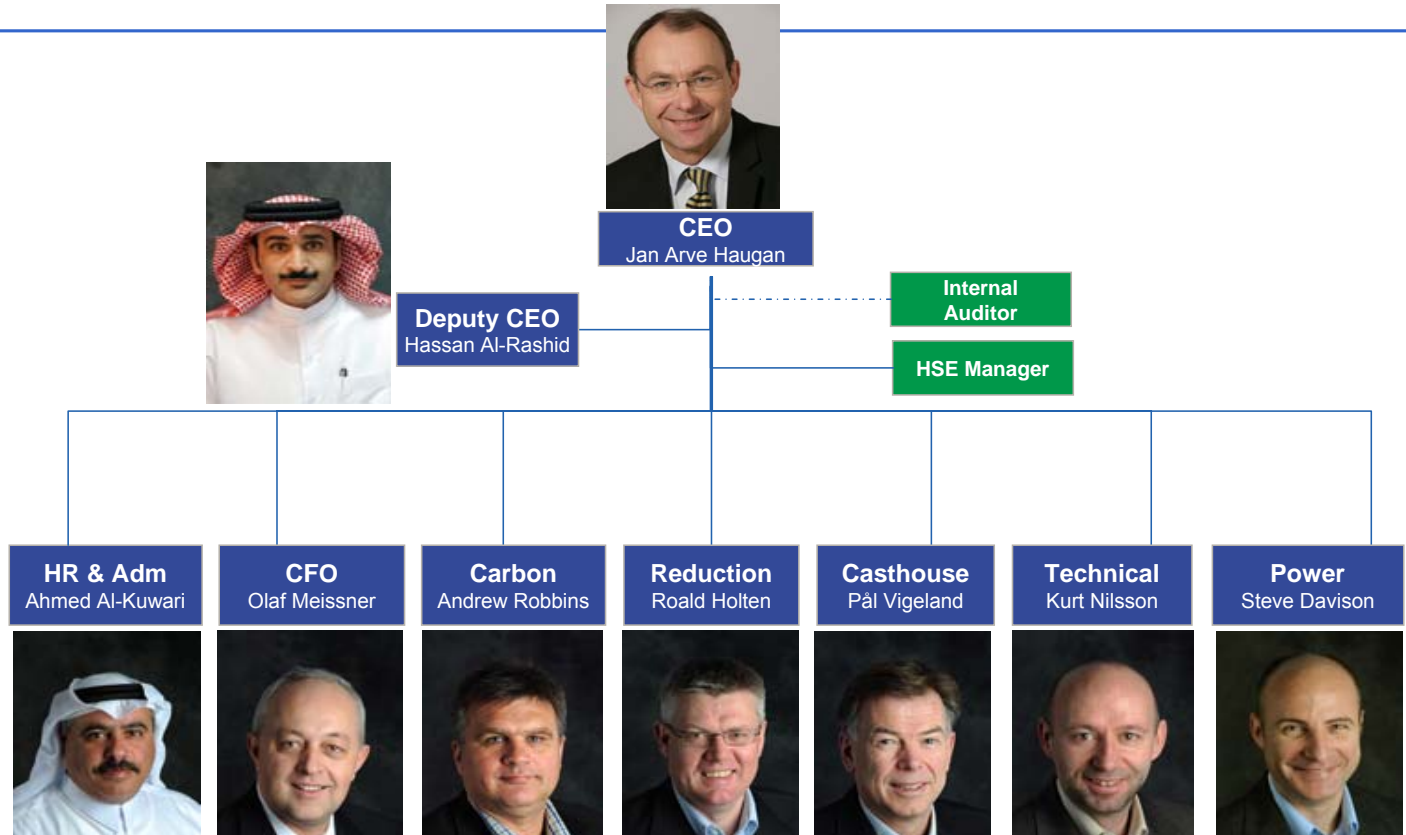 CEO
Jan Arve Haugan
Internal
Auditor
Deputy CEO
Hassan Al-Rashid
HSE Manager
HR & Adm
Ahmed Al-Kuwari
CFO
Olaf Meissner
Carbon
Andrew Robbins
Reduction
Roald Holten
Casthouse
Pål Vigeland
Technical
Kurt Nilsson
Power
Steve Davison